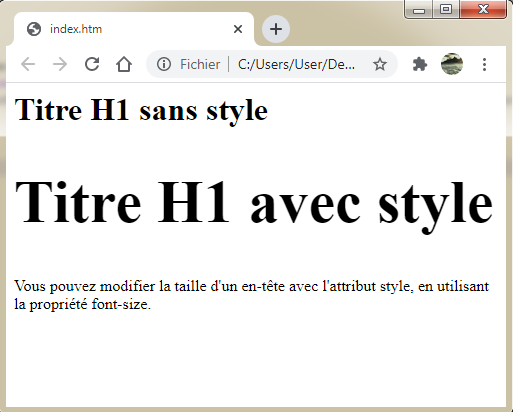 index.htm
Fichier
C:/Users/User/De...
Titre H1 sans style
Titre H1 avec style
Vous pouvez modifier la taille d'un en-tête avec l'attribut style, en utilisant
la propriété font-size.